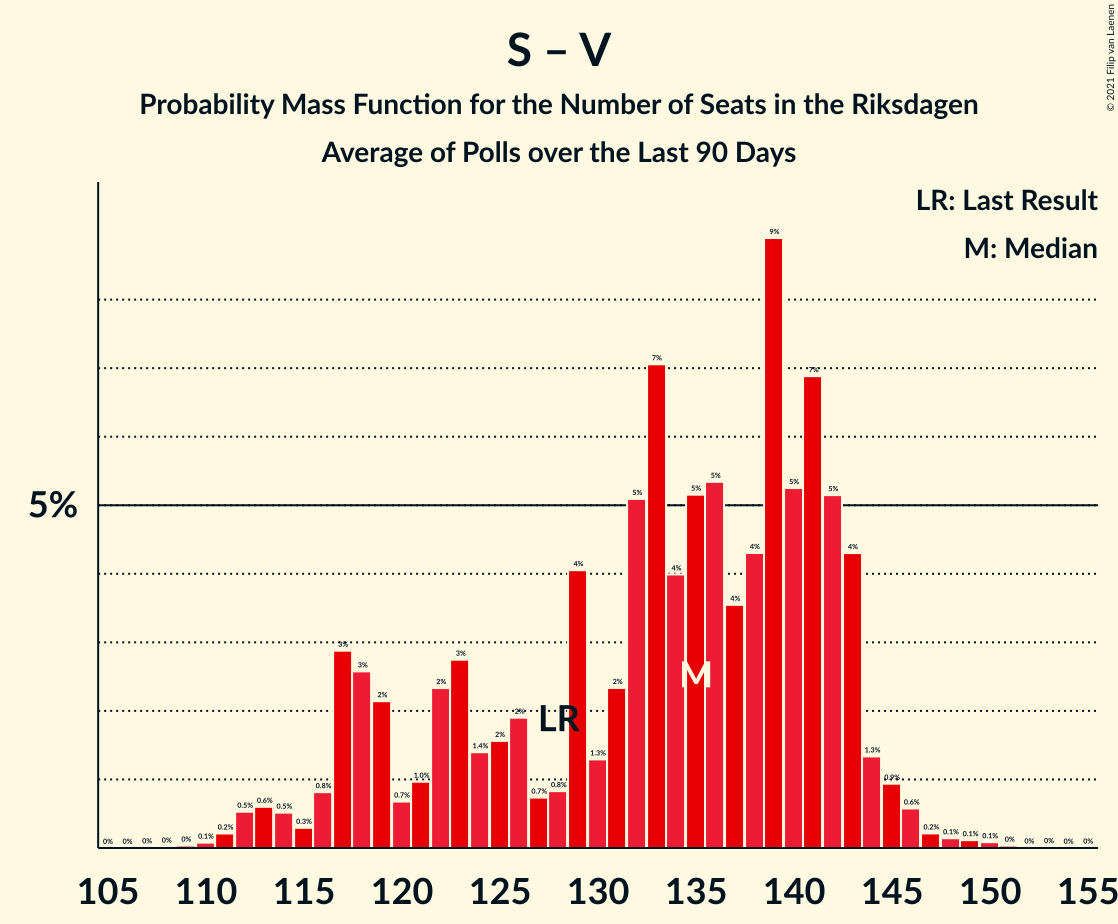 S – V
Probability Mass Function for the Number of Seats in the Riksdagen
Average of Polls over the Last 90 Days
© 2021 Filip van Laenen
LR: Last Result
M: Median
5%
0% 0% 0% 0% 0% 0.1% 0.2% 0.5% 0.6% 0.5% 0.3% 0.8% 3% 3% 2% 0.7% 1.0% 2% 3% 1.4% 2% 2% 0.7% 0.8% 4% 1.3% 2% 5% 7% 4% 5% 5% 4% 4% 9% 5% 7% 5% 4% 1.3% 0.9% 0.6% 0.2% 0.1% 0.1% 0.1% 0% 0% 0% 0% 0%
LR
M
105 110 115 120 125 130 135 140 145 150 155